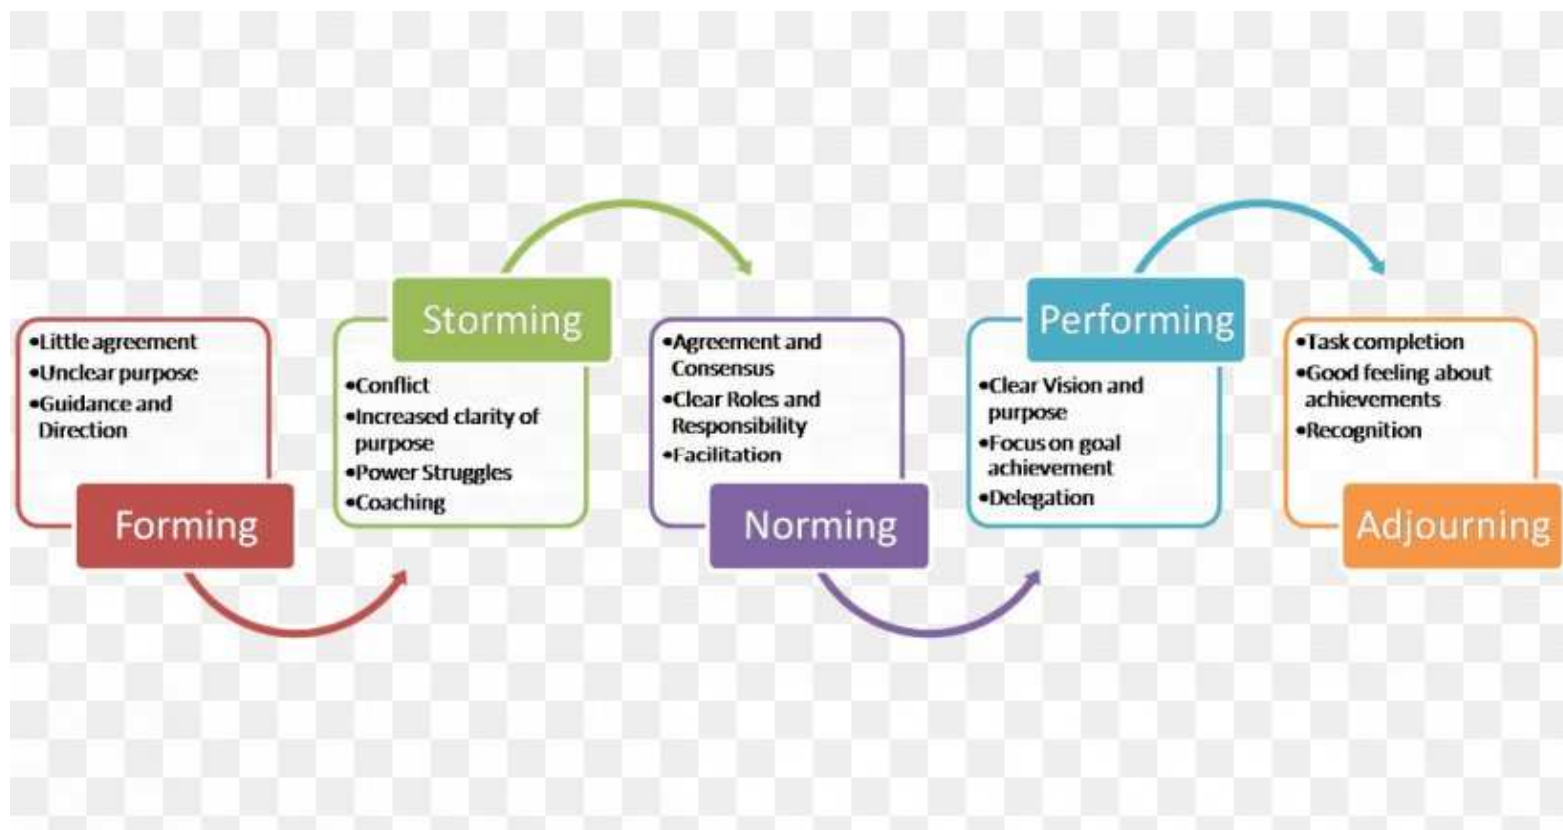 •Little agreement
•Unclear purpose
•Guidance and
Direction
Forming
Storming
•Conflict
•Increased clarity of
purpose
•Power Struggles
•Coaching
•Agreement and
Consensus
•Clear Roles and
Responsibility
•Facilitation
Norming
Performing
•Clear Vision and
purpose
•Focus on goal
achievement
•Delegation
•Task completion
•Good feeling about
achievements
•Recognition
Adjourning